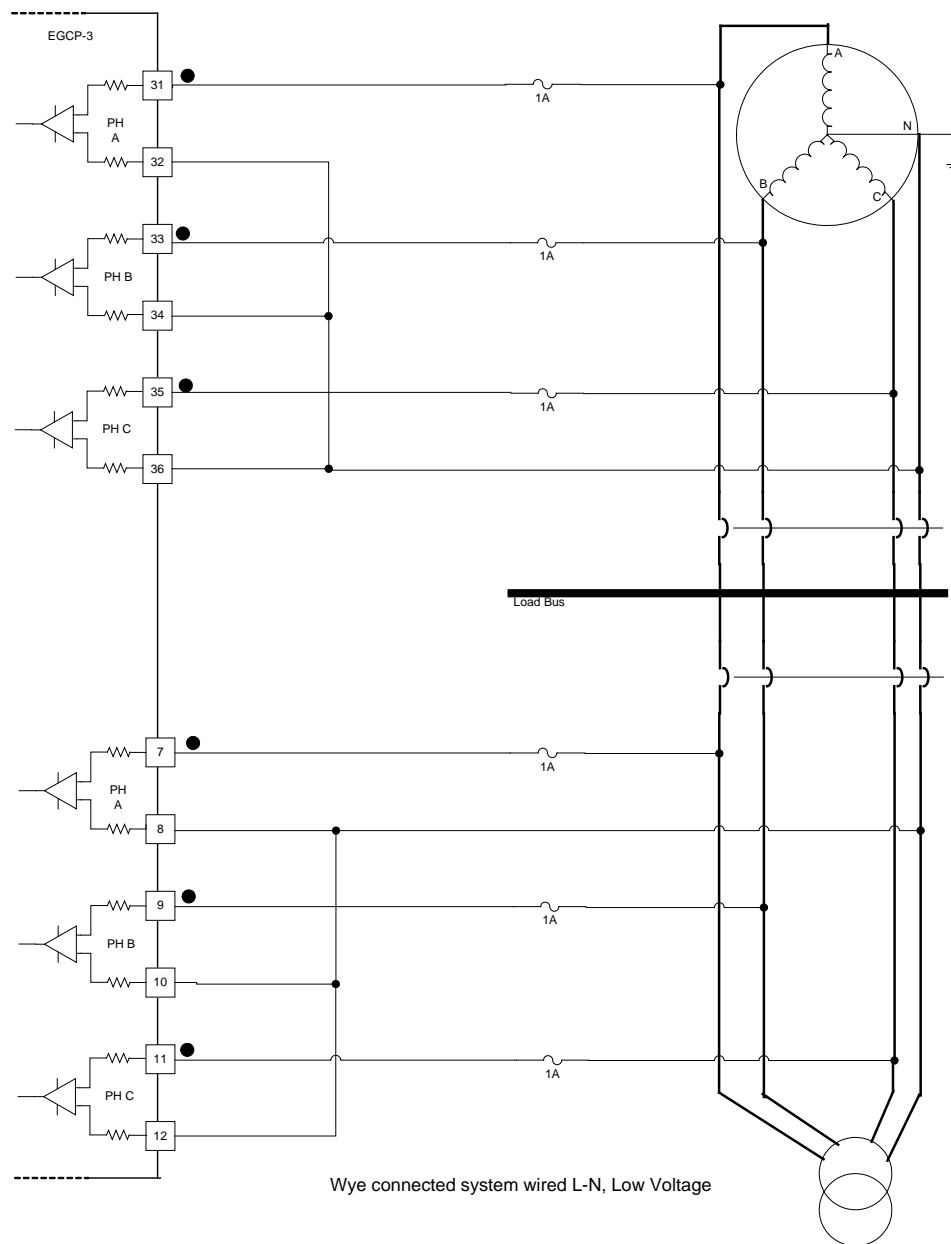 EGCP-3
31
PH
A
32
1A
A
N
B
C
33
PH B
34
1A
35
PH C
36
1A
Load Bus
7
PH
A
8
1A
9
PH B
10
1A
11
PH C
12
1A
Wye connected system wired L-N, Low Voltage